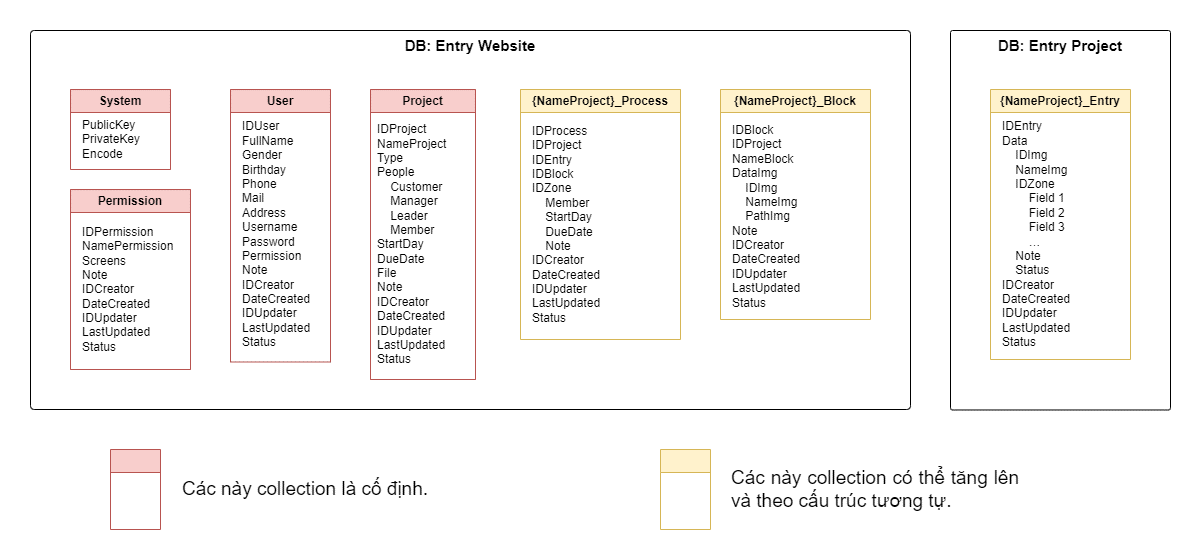 DB: Entry Website
System
PublicKey
PrivateKey
Encode
Permission
IDPermission
NamePermission
Screens
Note
IDCreator
DateCreated
IDUpdater
LastUpdated
Status
User
IDUser
FullName
Gender
Birthday
Phone
Mail
Address
Username
Password
Permission
Note
IDCreator
DateCreated
IDUpdater
LastUpdated
Status
Project
IDProject
NameProject
Type
People
Customer
Manager
Leader
Member
StartDay
DueDate
File
Note
IDCreator
DateCreated
IDUpdater
LastUpdated
Status
{NameProject}_Process
IDProcess
IDProject
IDEntry
IDBlock
IDZone
Member
StartDay
DueDate
Note
IDCreator
DateCreated
IDUpdater
LastUpdated
Status
{NameProject}_Block
IDBlock
IDProject
NameBlock
DataImg
IDImg
NameImg
PathImg
Note
IDCreator
DateCreated
IDUpdater
LastUpdated
Status
DB: Entry Project
{NameProject}_Entry
IDEntry
Data
IDImg
NameImg
IDZone
Field 1
Field 2
Field 3
...
Note
Status
IDCreator
DateCreated
IDUpdater
LastUpdated
Status
Các này collection là cố định.
Các này collection có thể tăng lên
và theo cấu trúc tương tự.